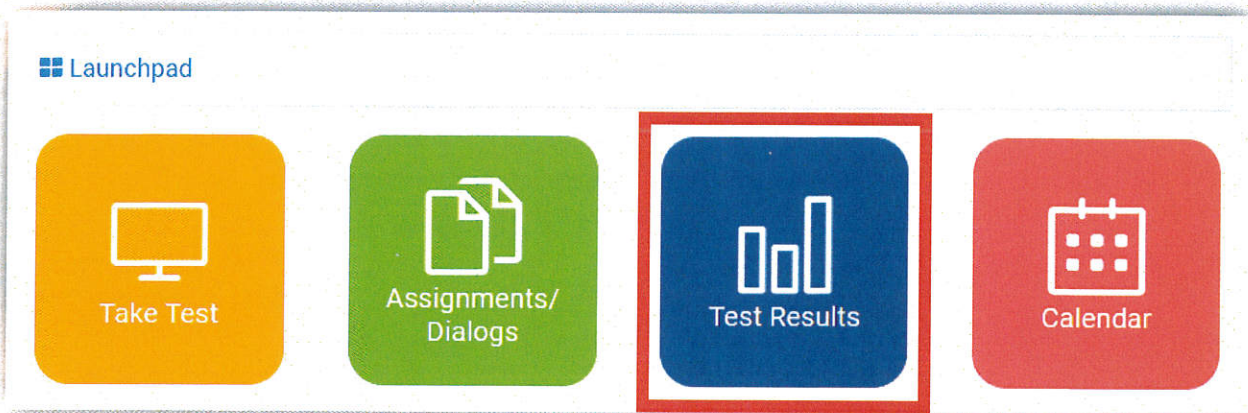 Launchpad
Take Test
Assignments/
Dialogs
Test Results
Calendar